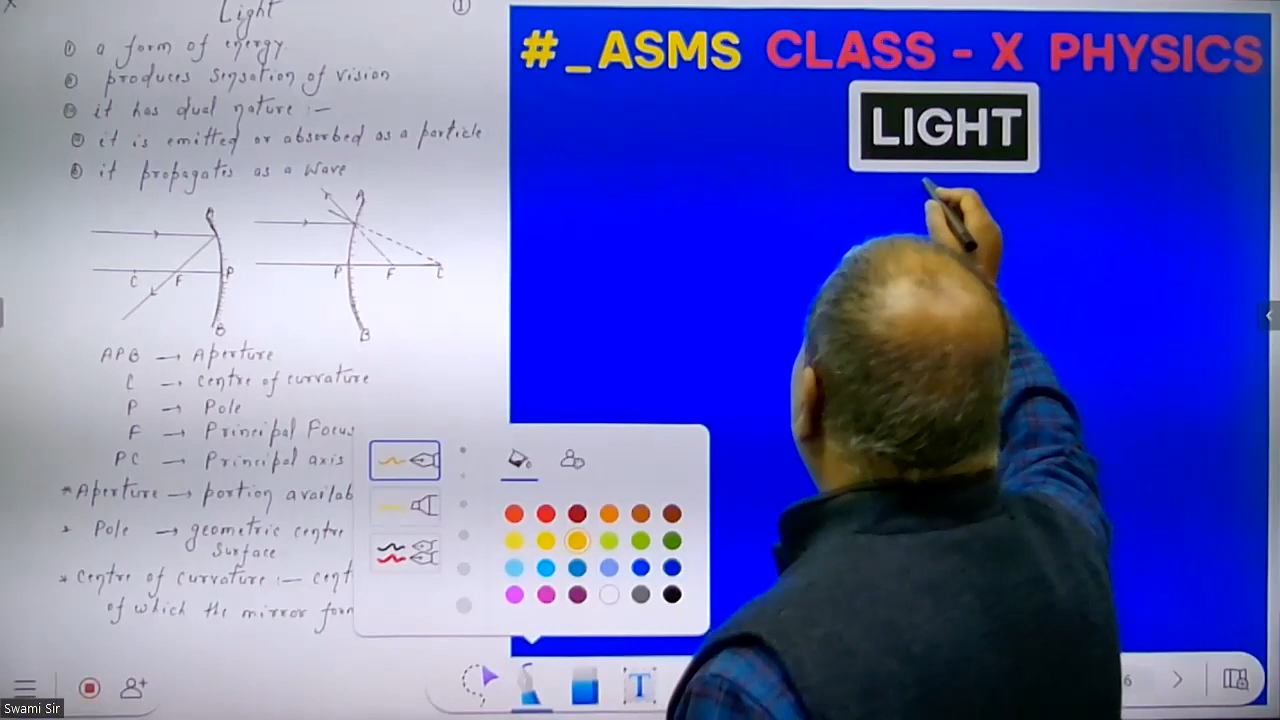 Light
①
① a form of energy
② produces sensation of vision
③ it has dual nature :-
④ it is emitted or absorbed as a particle
⑤ it propagates as a wave
A
C F P
B
A
P F C
B
APB → Aperture
C → Centre of curvature
P → Pole
F → Principal Focus
PC → Principal axis
* Aperture → portion availab
* Pole → geometric centre
Surface
* Centre of curvature :- cent
of which the mirror form
#_ASMS CLASS - X PHYSICS
LIGHT
T
6
Swami Sir